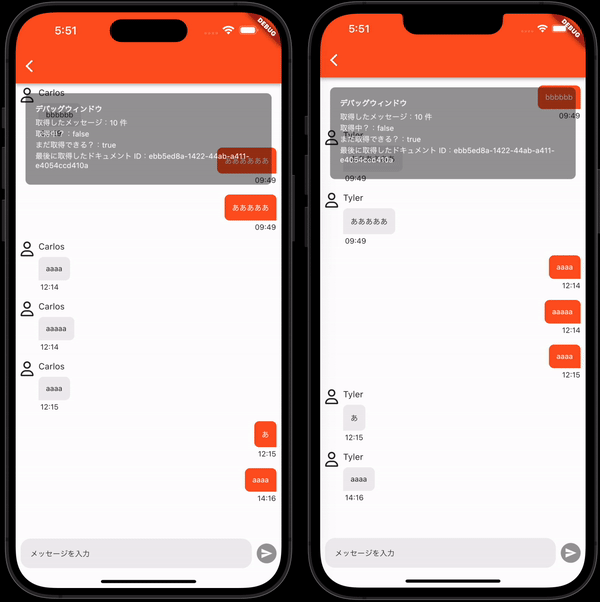 5:51
DEBUG
Carlos
bbbbbb
デバッグウィンドウ
取得したメッセージ：10 件
取得中？：false
まだ取得できる？：true
最後に取得したドキュメント ID：ebb5ed8a-1422-44ab-a411-
e4054ccd410a
ああああああ
09:49
あああああ
09:49
Carlos
aaaa
12:14
Carlos
aaaaa
12:14
Carlos
aaaa
12:15
あ
12:15
aaaa
14:16
メッセージを入力
5:51
DEBUG
bbbbbb
09:49
デバッグウィンドウ
取得したメッセージ：10 件
取得中？：false
まだ取得できる？：true
最後に取得したドキュメント ID：ebb5ed8a-1422-44ab-a411-
e4054ccd410a
Tyler
09:49
Tyler
あああああ
09:49
aaaa
12:14
aaaaa
12:14
aaaa
12:15
Tyler
あ
12:15
Tyler
aaaa
14:16
メッセージを入力